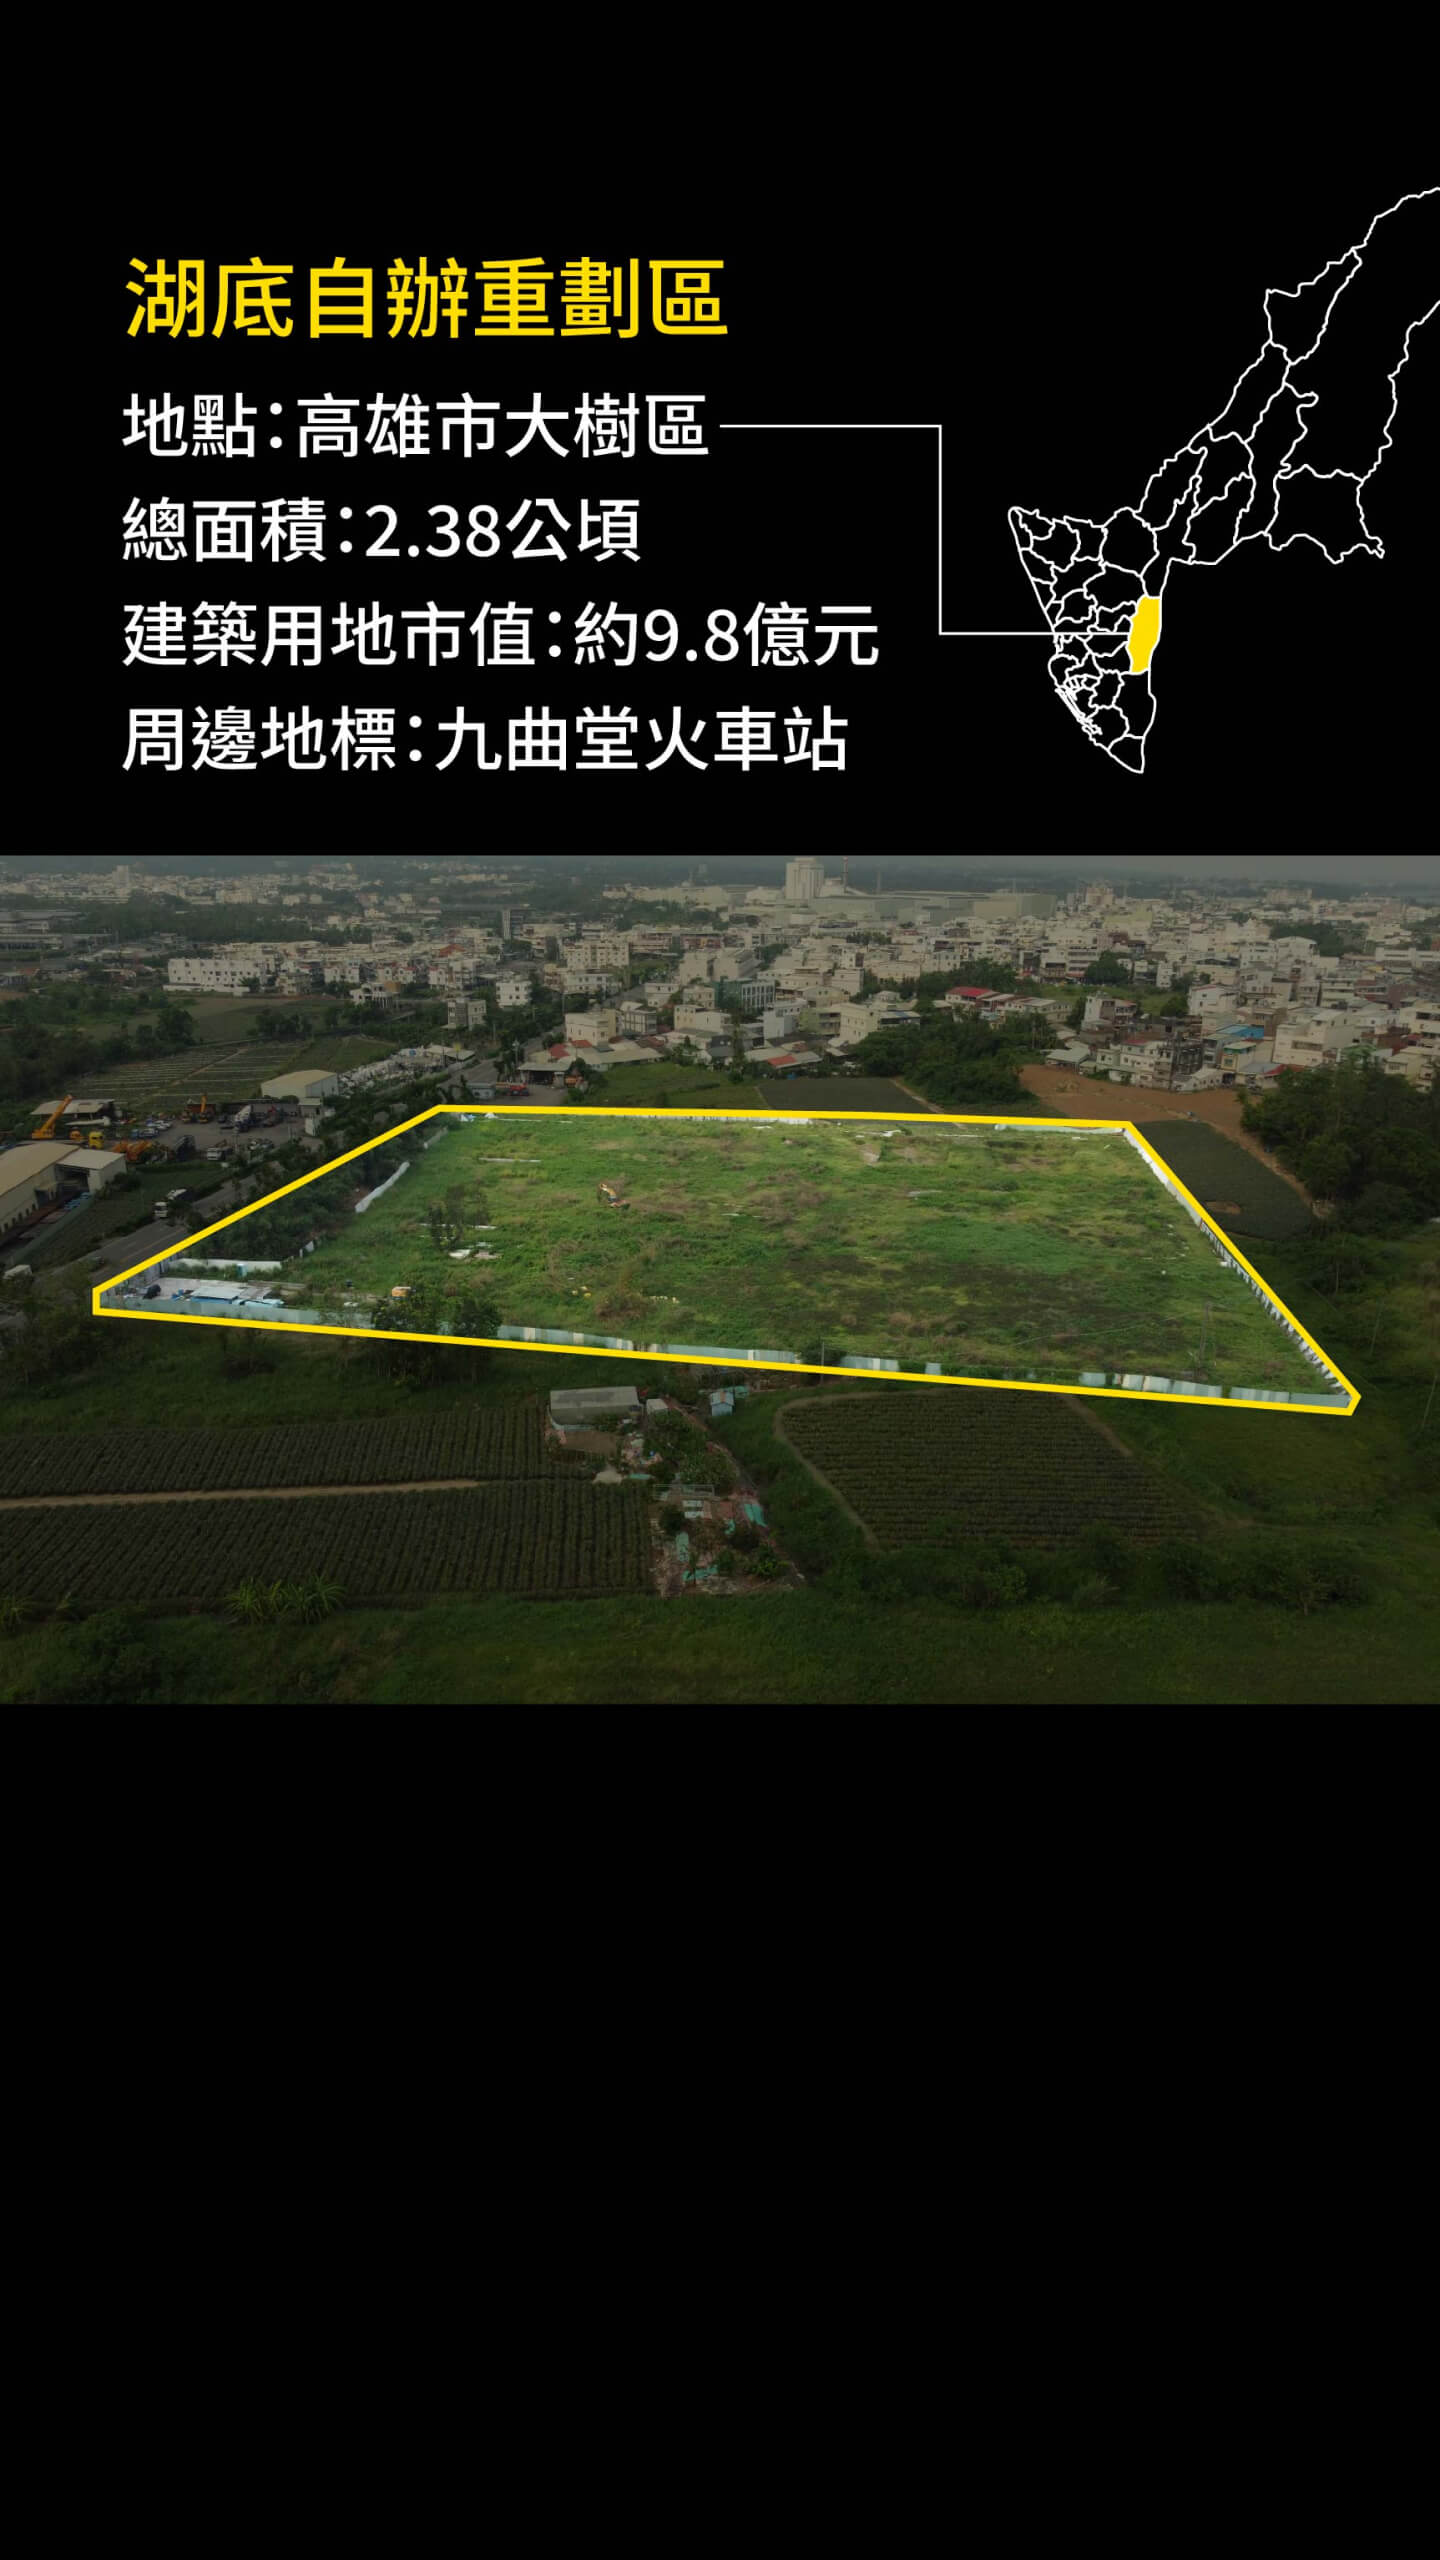 湖底自辦重劃區
地點：高雄市大樹區
總面積：2.38公頃
建築用地市值：約9.8億元
周邊地標：九曲堂火車站